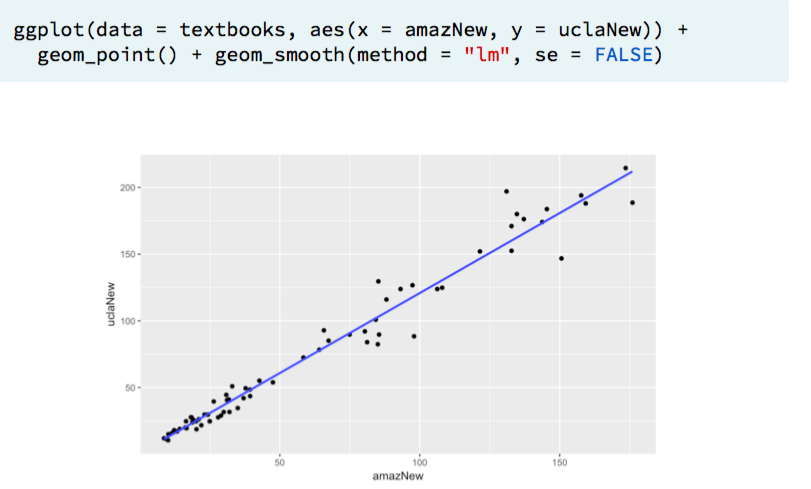 ggplot(data = textbooks, aes(x = amazNew, y = uclaNew)) +
  geom_point() + geom_smooth(method = "lm", se = FALSE)
200
150
uclaNew
100
50
50 100 150
amazNew